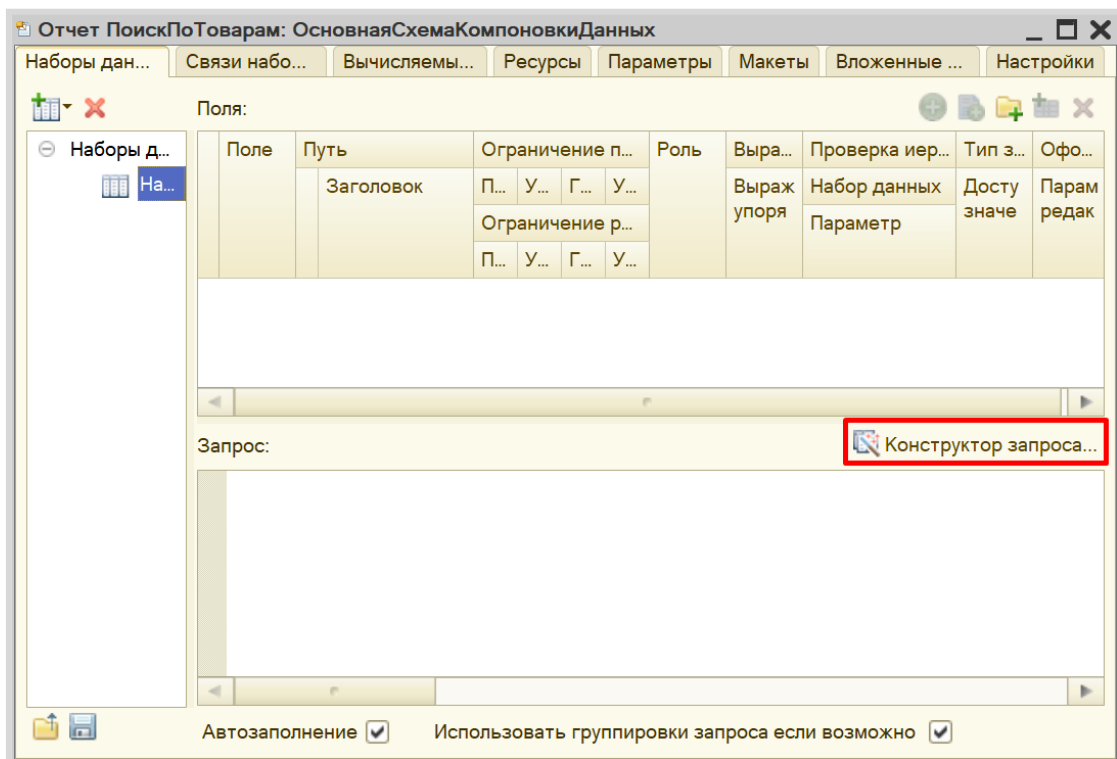 Отчет ПоискПоТоварам: ОсновнаяСхемаКомпоновкиДанных
Наборы дан... Связи набо... Вычисляемы... Ресурсы Параметры Макеты Вложенные ... Настройки
Поля:
Наборы д...
На...
Поле Путь Ограничение п... Роль Выра... Проверка иер... Тип з... Офо...
Заголовок П... У... Г... У... Выраж Набор данных Досту Парам
упоря значе редак
Ограничение р... Параметр
П... У... Г... У...
Запрос: Конструктор запроса...
Автозаполнение Использовать группировки запроса если возможно